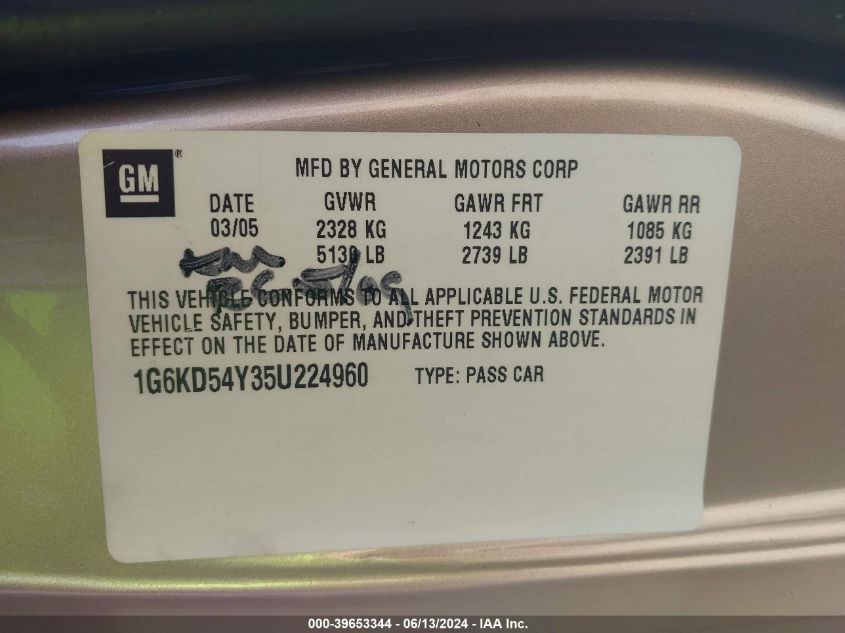 GM ®
MFD BY GENERAL MOTORS CORP
DATE GVWR GAWR FRT GAWR RR
03/05 2328 KG 1243 KG 1085 KG
5130 LB 2739 LB 2391 LB
THIS VEHICLE CONFORMS TO ALL APPLICABLE U.S. FEDERAL MOTOR
VEHICLE SAFETY, BUMPER, AND THEFT PREVENTION STANDARDS IN
EFFECT ON THE DATE OF MANUFACTURE SHOWN ABOVE.
1G6KD54Y35U224960 TYPE: PASS CAR
000-39653344 / 06/13/2024 - IAA Inc.